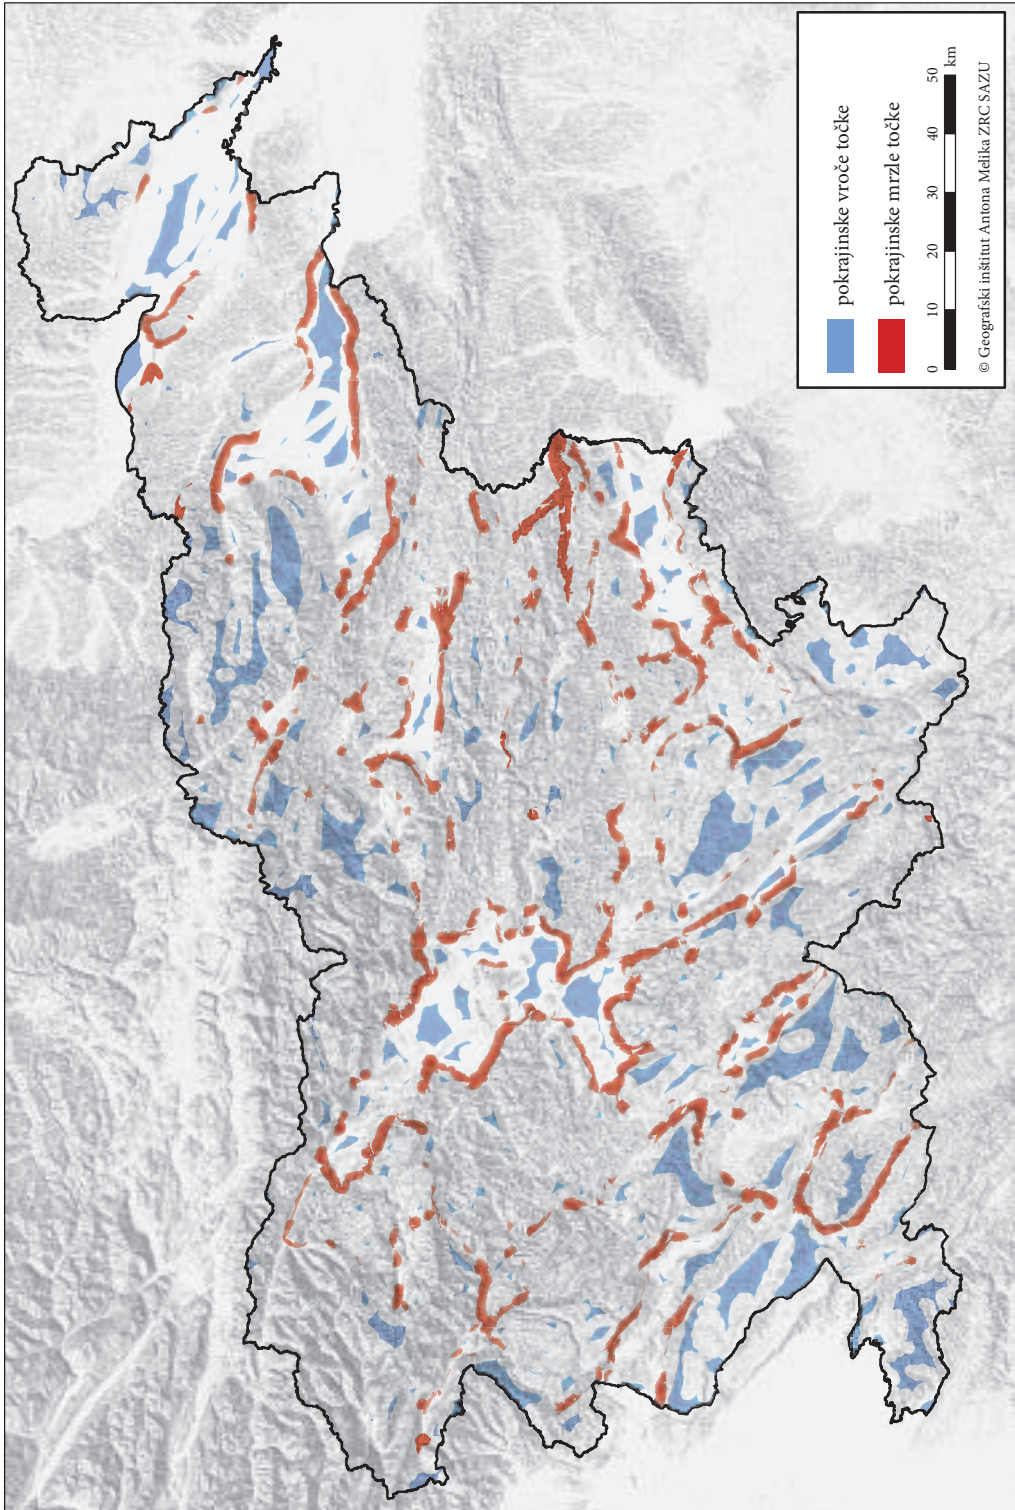 pokrajinske vroče točke
pokrajinske mrzle točke
0 10 20 30 40 50
km
© Geografski inštitut Antona Melika ZRC SAZU